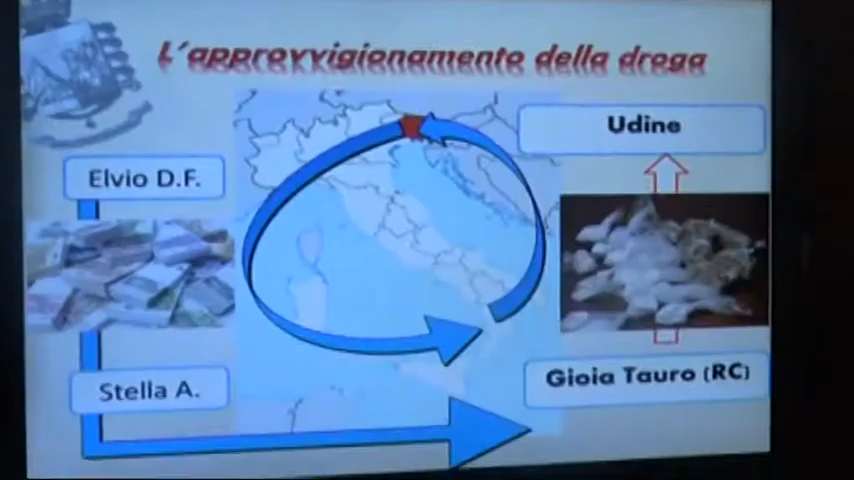 L'approvvigionamento della droga
Udine
Elvio D.F.
Stella A.
Gioia Tauro (RC)